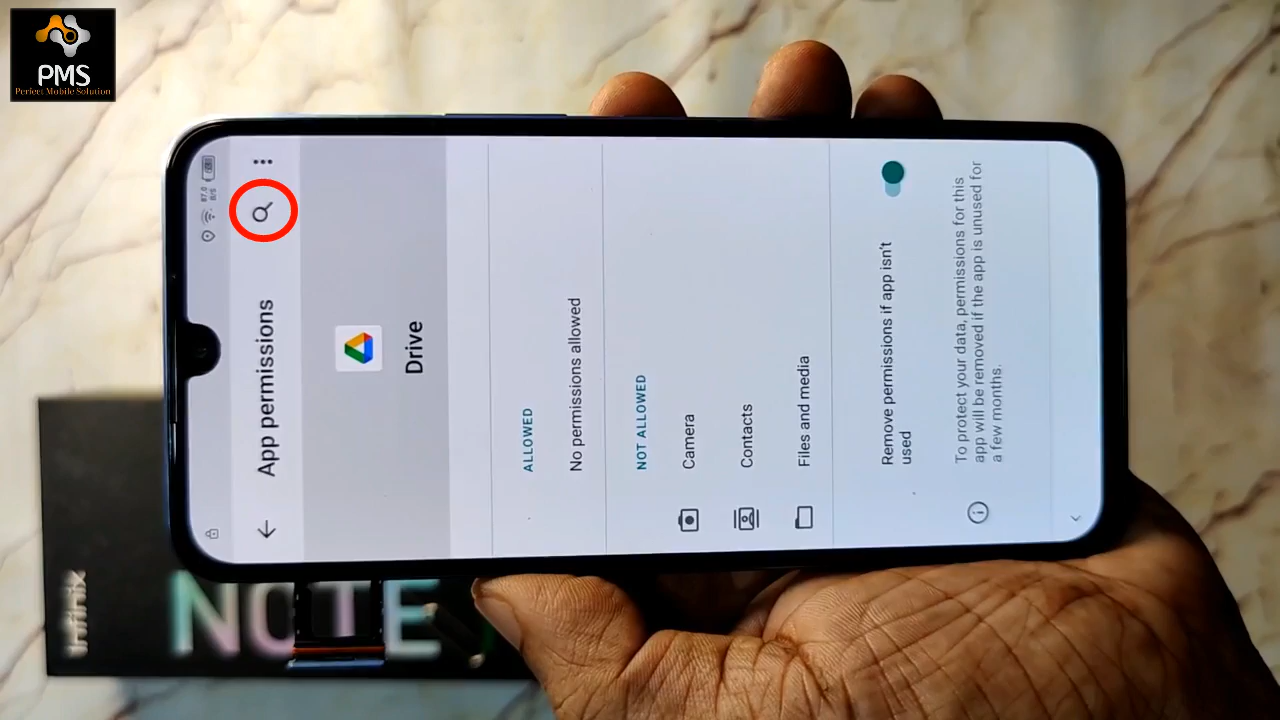 PMS
Perfect Mobile Solution
App permissions
Drive
ALLOWED
No permissions allowed
NOT ALLOWED
Camera
Contacts
Files and media
Remove permissions if app isn't
used
To protect your data, permissions for this
app will be removed if the app is unused for
a few months.
Infinix
NOTE